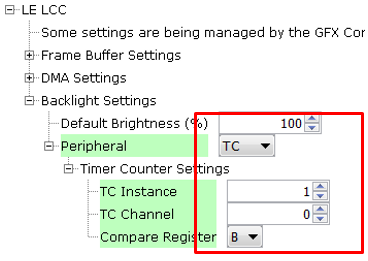 LE LCC
Some settings are being managed by the GFX Con
Frame Buffer Settings
DMA Settings
Backlight Settings
Default Brightness (%) 100
Peripheral TC
Timer Counter Settings
TC Instance 1
TC Channel 0
Compare Register B